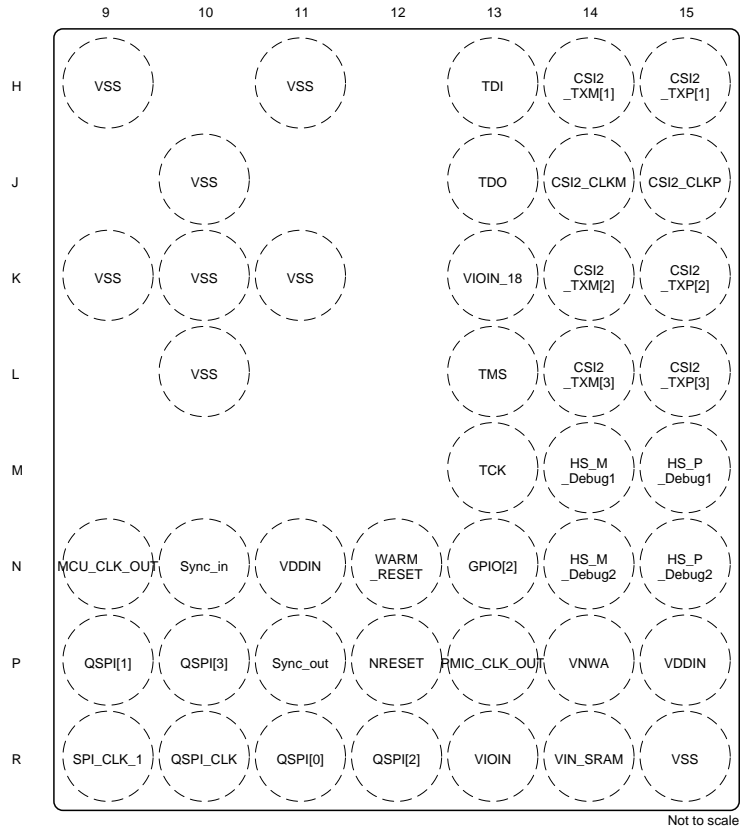 9 10 11 12 13 14 15
H VSS VSS TDI CSI2 _TXM[1] CSI2 _TXP[1]
J VSS TDO CSI2_CLKM CSI2_CLKP
K VSS VSS VSS VIOIN_18 CSI2 _TXM[2] CSI2 _TXP[2]
L VSS TMS CSI2 _TXM[3] CSI2 _TXP[3]
M TCK HS_M _Debug1 HS_P _Debug1
N MCU_CLK_OUT Sync_in VDDIN WARM _RESET GPIO[2] HS_M _Debug2 HS_P _Debug2
P QSPI[1] QSPI[3] Sync_out NRESET PMIC_CLK_OUT VNWA VDDIN
R SPI_CLK_1 QSPI_CLK QSPI[0] QSPI[2] VIOIN VIN_SRAM VSS
Not to scale